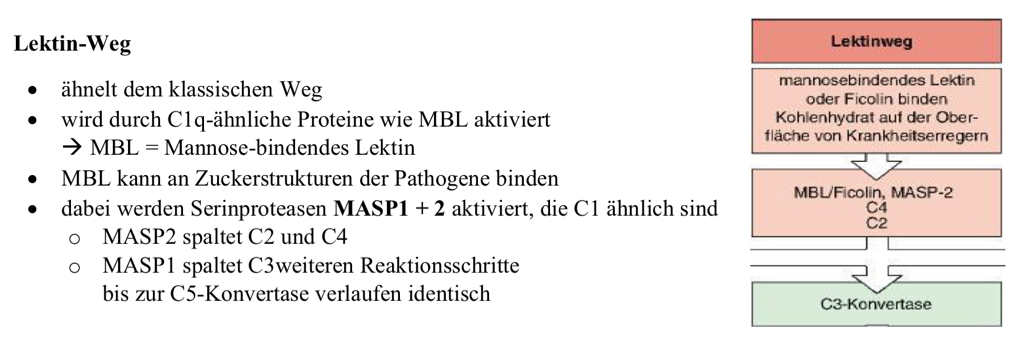 Lektin-Weg
• ähnelt dem klassischen Weg
• wird durch C1q-ähnliche Proteine wie MBL aktiviert
→ MBL = Mannose-bindendes Lektin
• MBL kann an Zuckerstrukturen der Pathogene binden
• dabei werden Serinproteasen MASP1 + 2 aktiviert, die C1 ähnlich sind
o MASP2 spaltet C2 und C4
o MASP1 spaltet C3weiteren Reaktionsschritte
bis zur C5-Konvertase verlaufen identisch
Lektinweg
mannosebindendes Lektin
oder Ficolin binden
Kohlenhydrat auf der Ober-
fläche von Krankheitserregern
MBL/Ficolin, MASP-2
C4
C2
C3-Konvertase